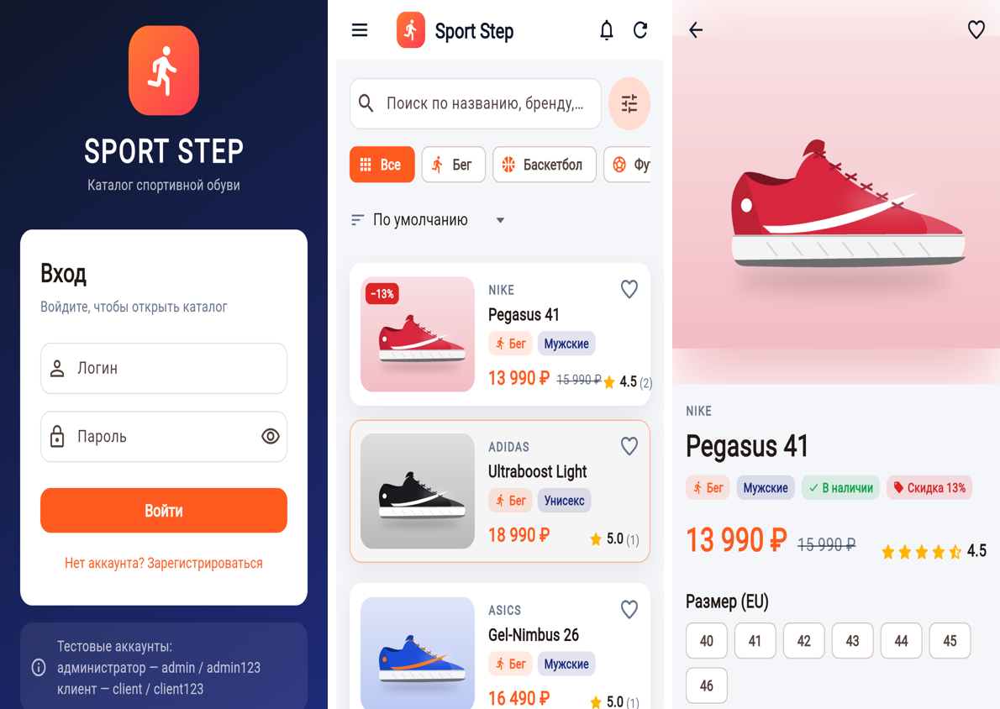 SPORT STEP
Каталог спортивной обуви
Вход
Войдите, чтобы открыть каталог
Логин
Пароль
Войти
Нет аккаунта? Зарегистрироваться
Тестовые аккаунты:
администратор — admin / admin123
клиент — client / client123
Sport Step
Поиск по названию, бренду,...
Все
Бег
Баскетбол
Фу
По умолчанию
-13%
NIKE
Pegasus 41
Бег Мужские
13 990 ₽ 15 990 ₽ 4.5 (2)
ADIDAS
Ultraboost Light
Бег Унисекс
18 990 ₽ 5.0 (1)
ASICS
Gel-Nimbus 26
Бег Мужские
16 490 ₽ 5.0 (1)
NIKE
Pegasus 41
Бег Мужские В наличии Скидка 13%
13 990 ₽ 15 990 ₽ 4.5
Размер (EU)
40 41 42 43 44 45
46